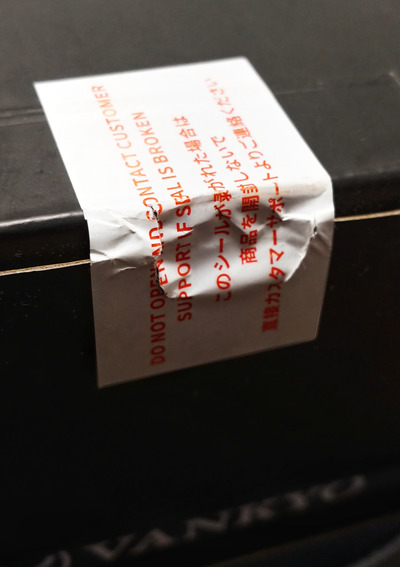 DO NOT OPEN AND CONTACT CUSTOMER
SUPPORT IF SEAL IS BROKEN
このシールが剥がれた場合は
商品を開封しないで
直接カスタマーサポートよりご連絡ください
VANKYO